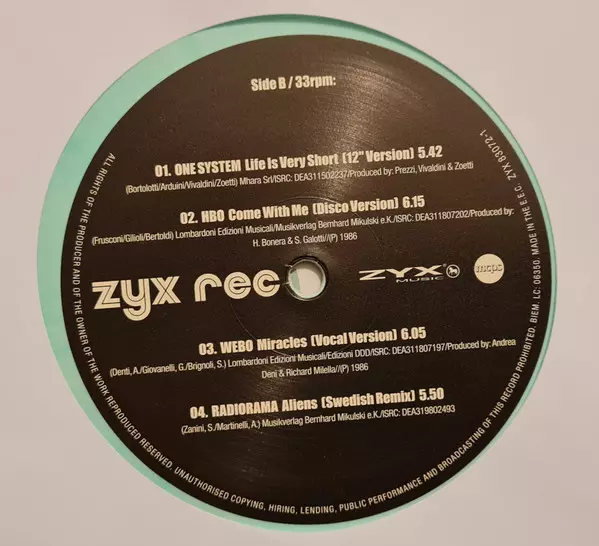 Side B / 33rpm:
01. ONE SYSTEM Life Is Very Short (12" Version) 5.42
(Bortolotti/Arduini/Vivaldini/Zoetti) Mhara Srl/ISRC: DEA311502237/Produced by: Prezzi, Vivaldini & Zoetti
02. HBO Come With Me (Disco Version) 6.15
(Frusconi/Gilioli/Bertoldi) Lombardoni Edizioni Musicali/Musikverlag Bernhard Mikulski e.K./ISRC: DEA311807202/Produced by:
H. Bonera & S. Galotti/(P) 1986
zyx rec
ZYX®
MUSIC
mcps
03. WEBO Miracles (Vocal Version) 6.05
(Denti, A./Giovanelli, G./Brignoli, S.) Lombardoni Edizioni Musicali/Edizioni DDD/ISRC: DEA311807197/Produced by: Andrea
Deni & Richard Milella//(P) 1986
04. RADIORAMA Aliens (Swedish Remix) 5.50
(Zanini, S./Martinelli, A.) Musikverlag Bernhard Mikulski e.K./ISRC: DEA319802493
ALL RIGHTS OF THE PRODUCER AND OF THE OWNER OF THE WORK REPRODUCED RESERVED. UNAUTHORISED COPYING, HIRING, LENDING, PUBLIC PERFORMANCE AND BROADCASTING OF THIS RECORD PROHIBITED. BIEM. LC: 06350. MADE IN THE E.E.C. ZYX 83072-1